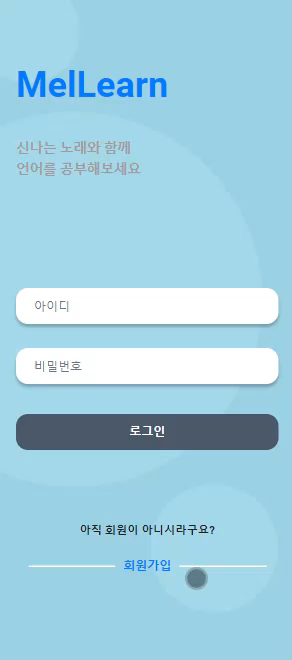 MelLearn
신나는 노래와 함께
언어를 공부해보세요
아이디
비밀번호
로그인
아직 회원이 아니시라구요?
회원가입